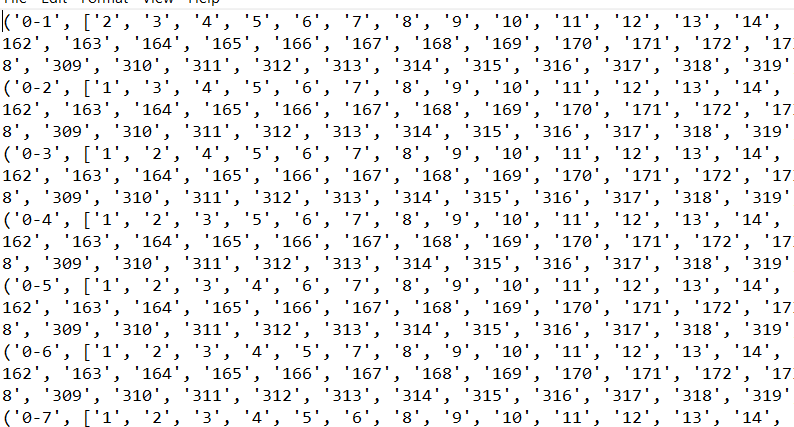 File Edit Format View Help
('0-1', ['2', '3', '4', '5', '6', '7', '8', '9', '10', '11', '12', '13', '14',
162', '163', '164', '165', '166', '167', '168', '169', '170', '171', '172', '17
8', '309', '310', '311', '312', '313', '314', '315', '316', '317', '318', '319'
('0-2', ['1', '3', '4', '5', '6', '7', '8', '9', '10', '11', '12', '13', '14',
162', '163', '164', '165', '166', '167', '168', '169', '170', '171', '172', '17
8', '309', '310', '311', '312', '313', '314', '315', '316', '317', '318', '319'
('0-3', ['1', '2', '4', '5', '6', '7', '8', '9', '10', '11', '12', '13', '14',
162', '163', '164', '165', '166', '167', '168', '169', '170', '171', '172', '17
8', '309', '310', '311', '312', '313', '314', '315', '316', '317', '318', '319'
('0-4', ['1', '2', '3', '5', '6', '7', '8', '9', '10', '11', '12', '13', '14',
162', '163', '164', '165', '166', '167', '168', '169', '170', '171', '172', '17
8', '309', '310', '311', '312', '313', '314', '315', '316', '317', '318', '319'
('0-5', ['1', '2', '3', '4', '6', '7', '8', '9', '10', '11', '12', '13', '14',
162', '163', '164', '165', '166', '167', '168', '169', '170', '171', '172', '17
8', '309', '310', '311', '312', '313', '314', '315', '316', '317', '318', '319'
('0-6', ['1', '2', '3', '4', '5', '7', '8', '9', '10', '11', '12', '13', '14',
162', '163', '164', '165', '166', '167', '168', '169', '170', '171', '172', '17
8', '309', '310', '311', '312', '313', '314', '315', '316', '317', '318', '319'
('0-7', ['1', '2', '3', '4', '5', '6', '8', '9', '10', '11', '12', '13', '14',